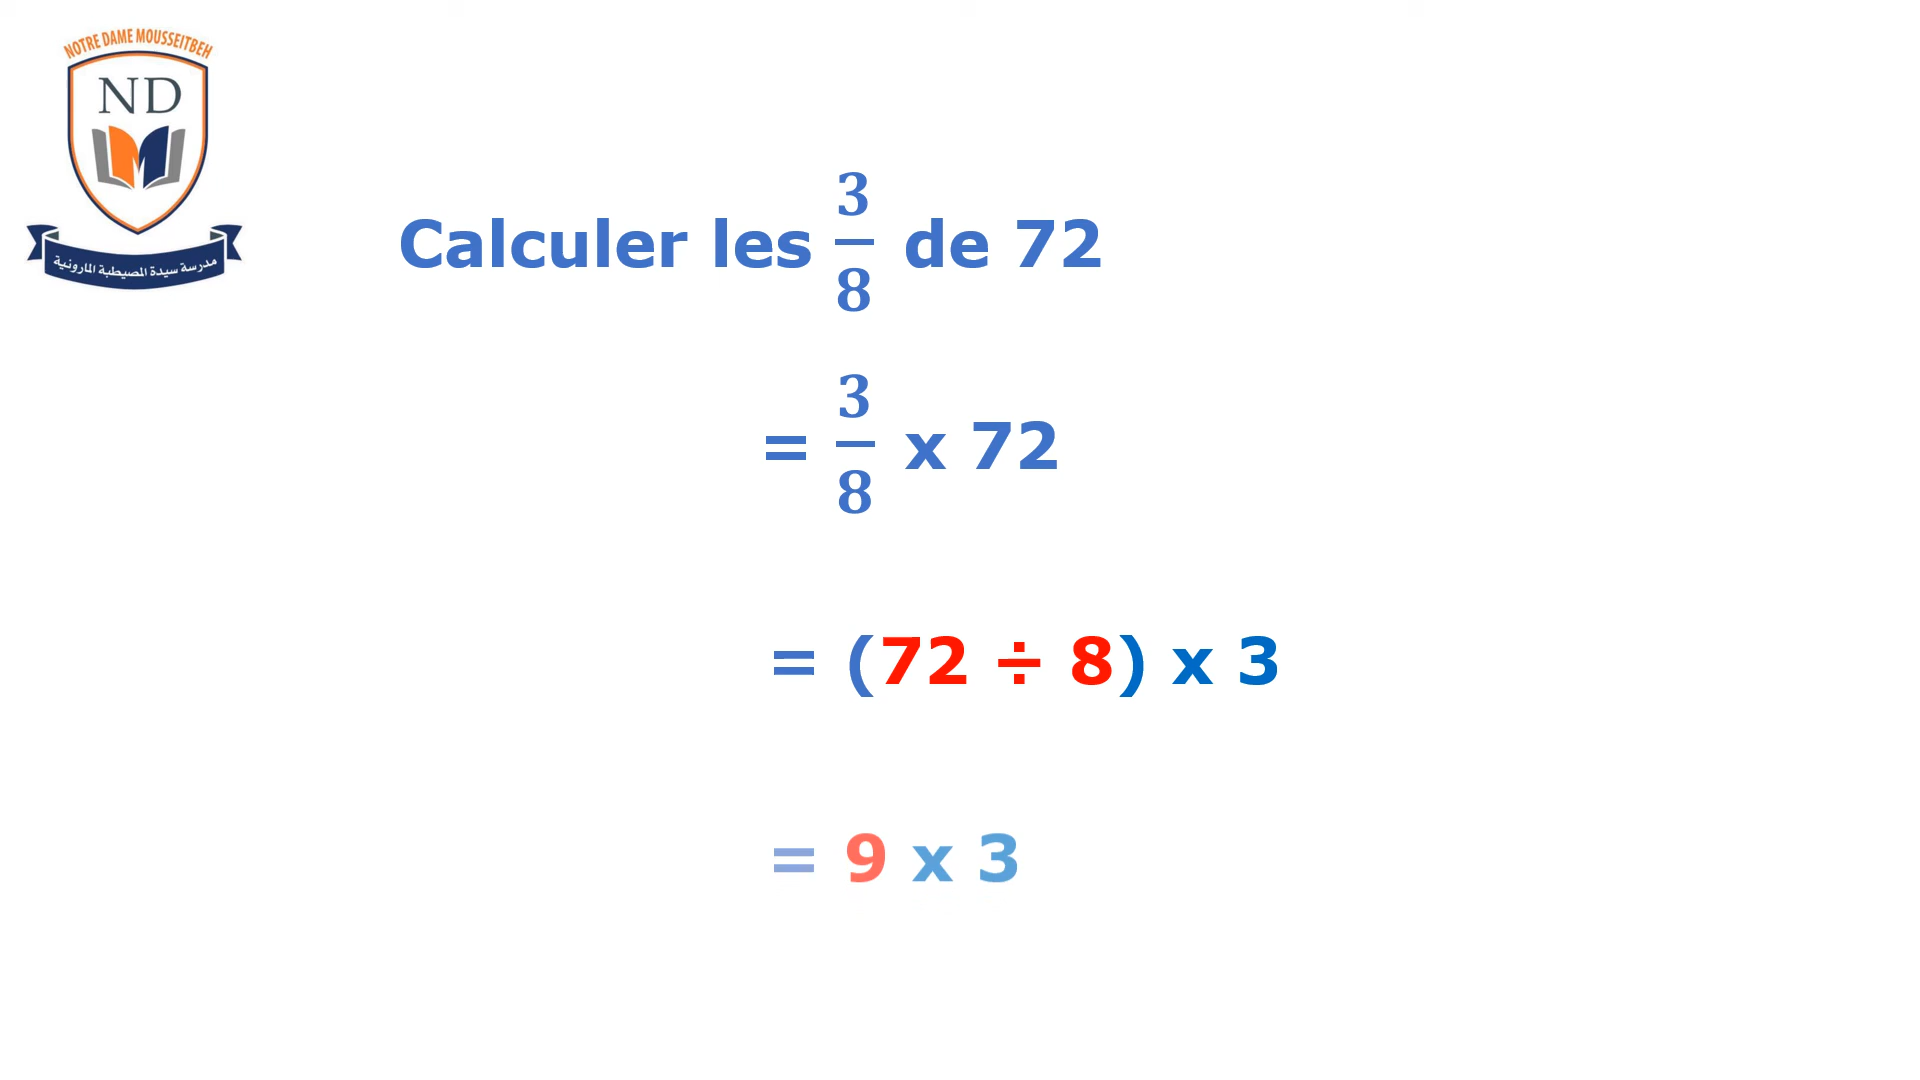 NOTRE DAME MOUSSEITBEH
ND
مدرسة سيدة المصيطبة المارونية
Calculer les 3/8 de 72
= 3/8 x 72
= (72 ÷ 8) x 3
= 9 x 3